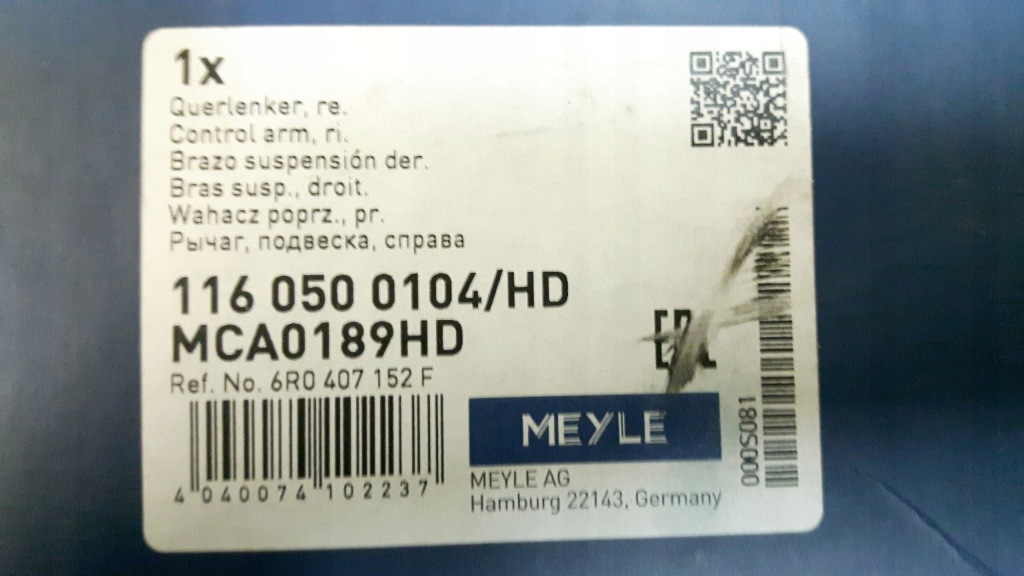 1x
Querlenker, re.
Control arm, ri.
Brazo suspensión der.
Bras susp., droit.
Wahacz poprz., pr.
Рычаг, подвеска, справа
116 050 0104/HD
MCA0189HD
Ref. No. 6R0 407 152 F
4 040074 102237
MEYLE
MEYLE AG
Hamburg 22143, Germany
000S081